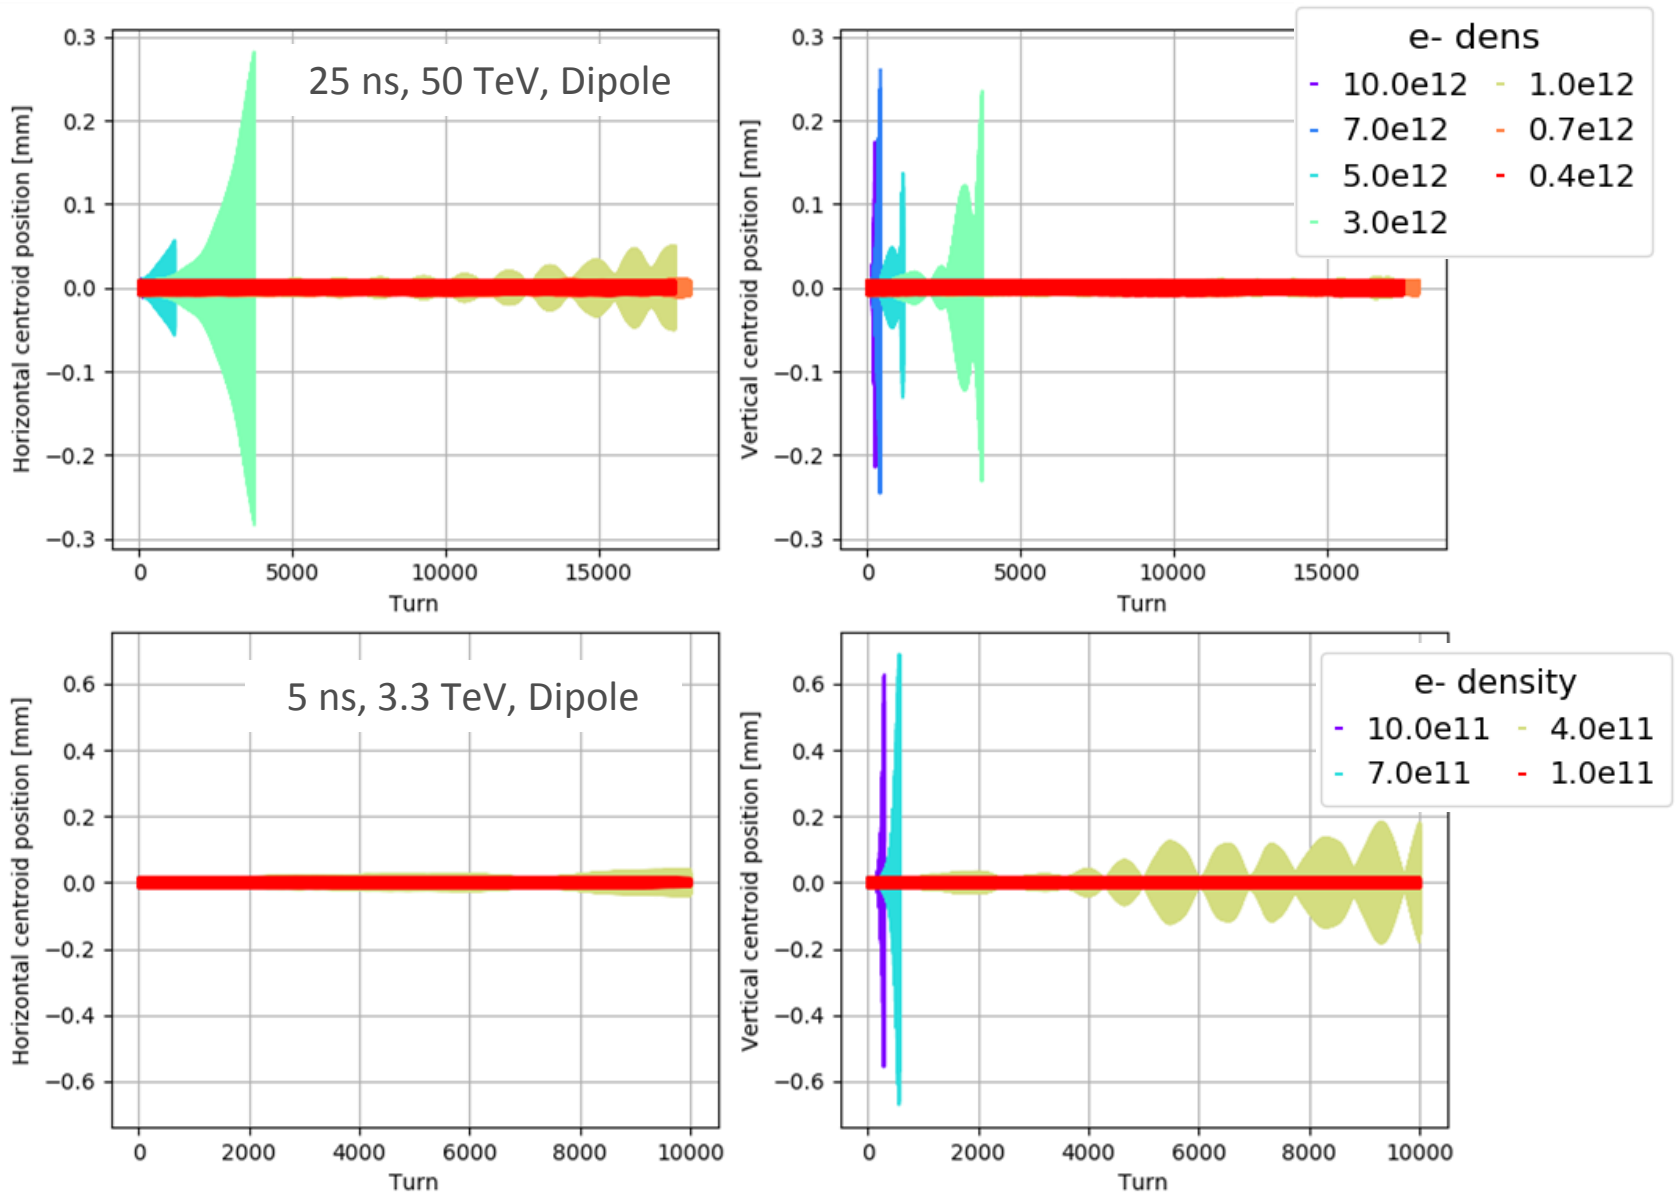 0.3
0.2
0.1
0.0
−0.1
−0.2
−0.3
Horizontal centroid position [mm]
25 ns, 50 TeV, Dipole
0 5000 10000 15000
Turn
0.3
0.2
0.1
0.0
−0.1
−0.2
−0.3
Vertical centroid position [mm]
0 5000 10000 15000
Turn
e- dens
10.0e12 1.0e12
7.0e12 0.7e12
5.0e12 0.4e12
3.0e12
0.6
0.4
0.2
0.0
−0.2
−0.4
−0.6
Horizontal centroid position [mm]
5 ns, 3.3 TeV, Dipole
0 2000 4000 6000 8000 10000
Turn
0.6
0.4
0.2
0.0
−0.2
−0.4
−0.6
Vertical centroid position [mm]
0 2000 4000 6000 8000 10000
Turn
e- density
10.0e11 4.0e11
7.0e11 1.0e11